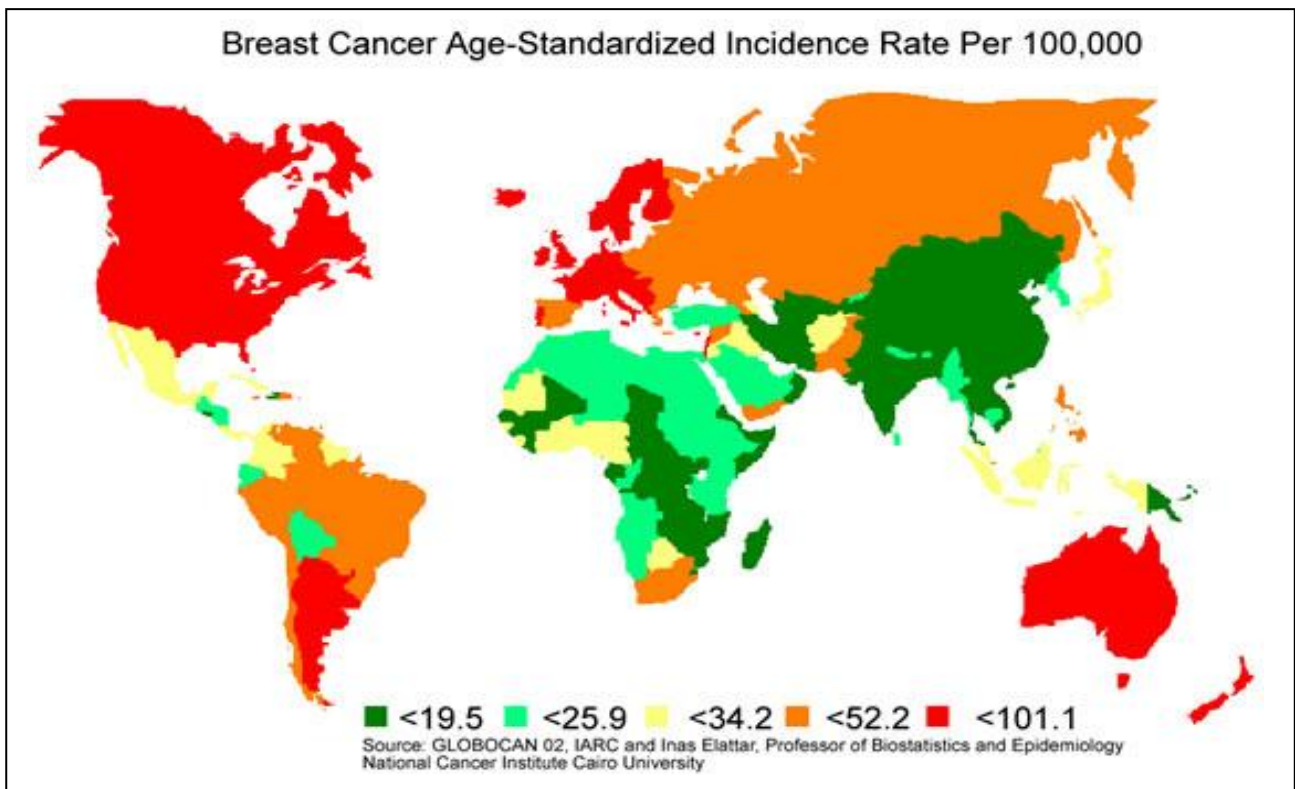 Breast Cancer Age-Standardized Incidence Rate Per 100,000
<19.5 <25.9 <34.2 <52.2 <101.1
Source: GLOBOCAN 02, IARC and Inas Elattar, Professor of Biostatistics and Epidemiology
National Cancer Institute Cairo University